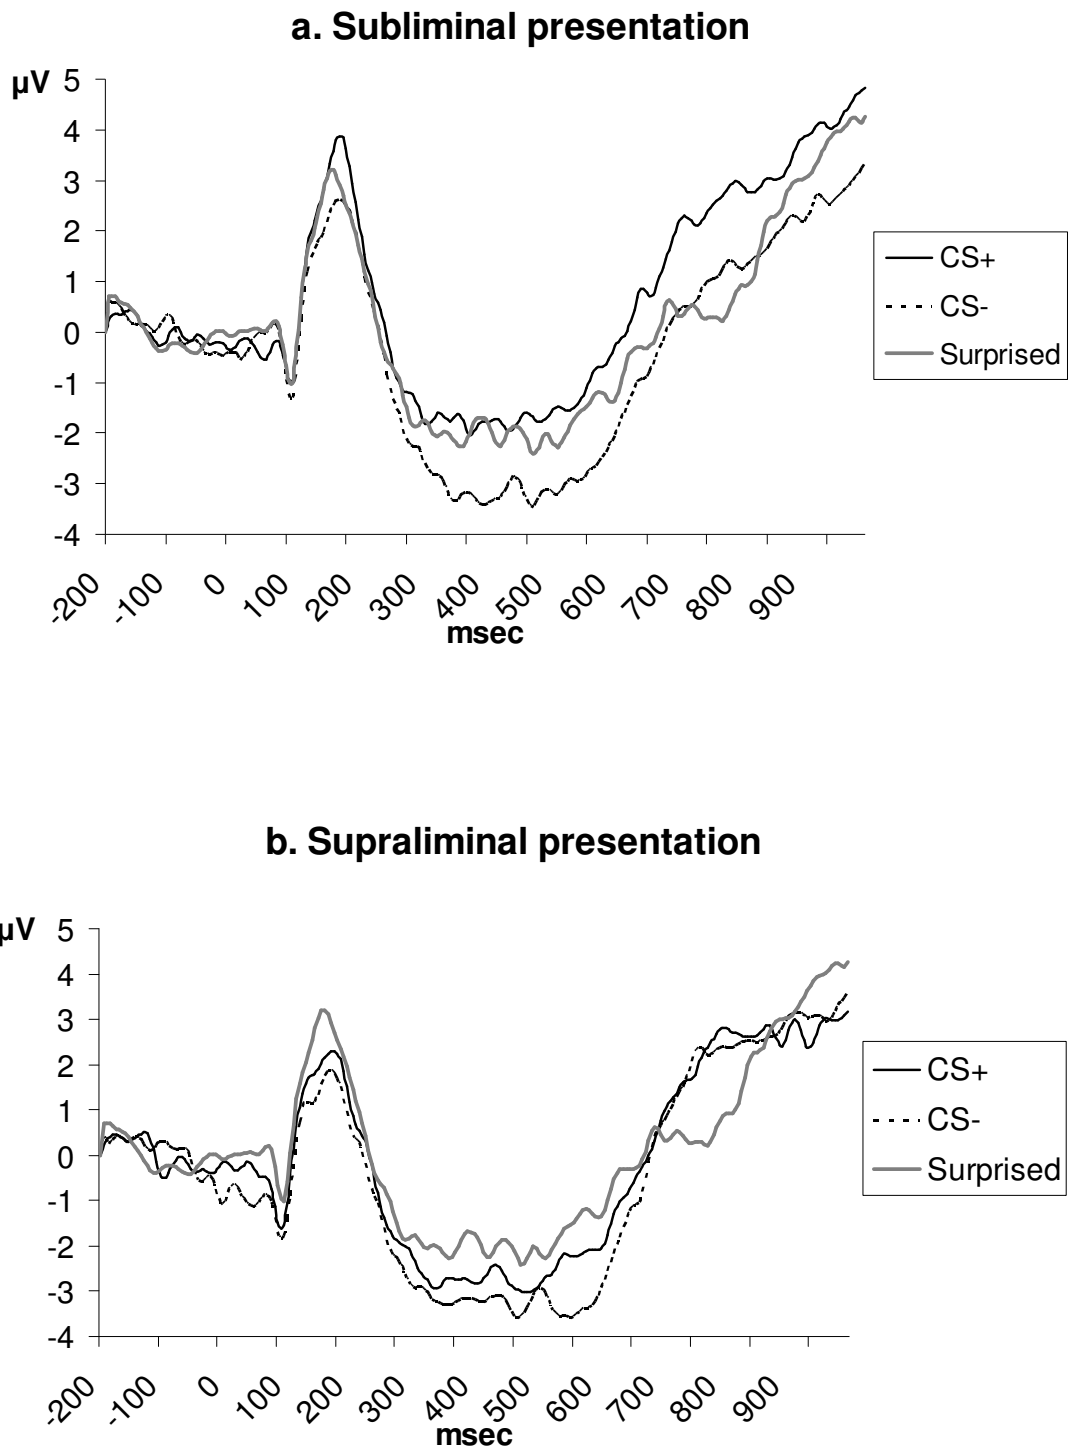 a. Subliminal presentation
µV
5
4
3
2
1
0
-1
-2
-3
-4
-200 -100 0 100 200 300 400 500 600 700 800 900
msec
CS+
CS-
Surprised
b. Supraliminal presentation
µV
5
4
3
2
1
0
-1
-2
-3
-4
-200 -100 0 100 200 300 400 500 600 700 800 900
msec
CS+
CS-
Surprised